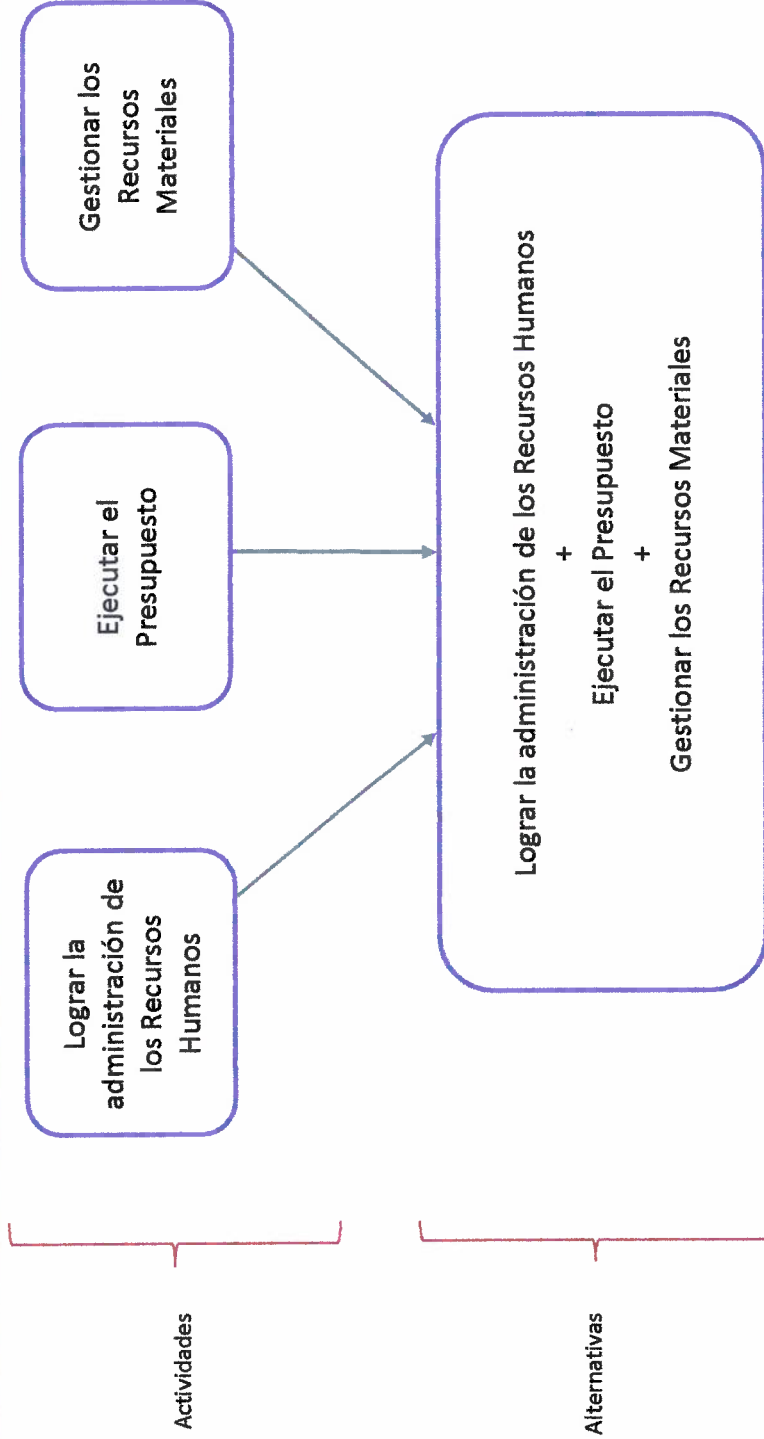 Actividades
Lograr la
administración de
los Recursos
Humanos
Ejecutar el
Presupuesto
Gestionar los
Recursos
Materiales
Alternativas
Lograr la administración de los Recursos Humanos
+
Ejecutar el Presupuesto
+
Gestionar los Recursos Materiales